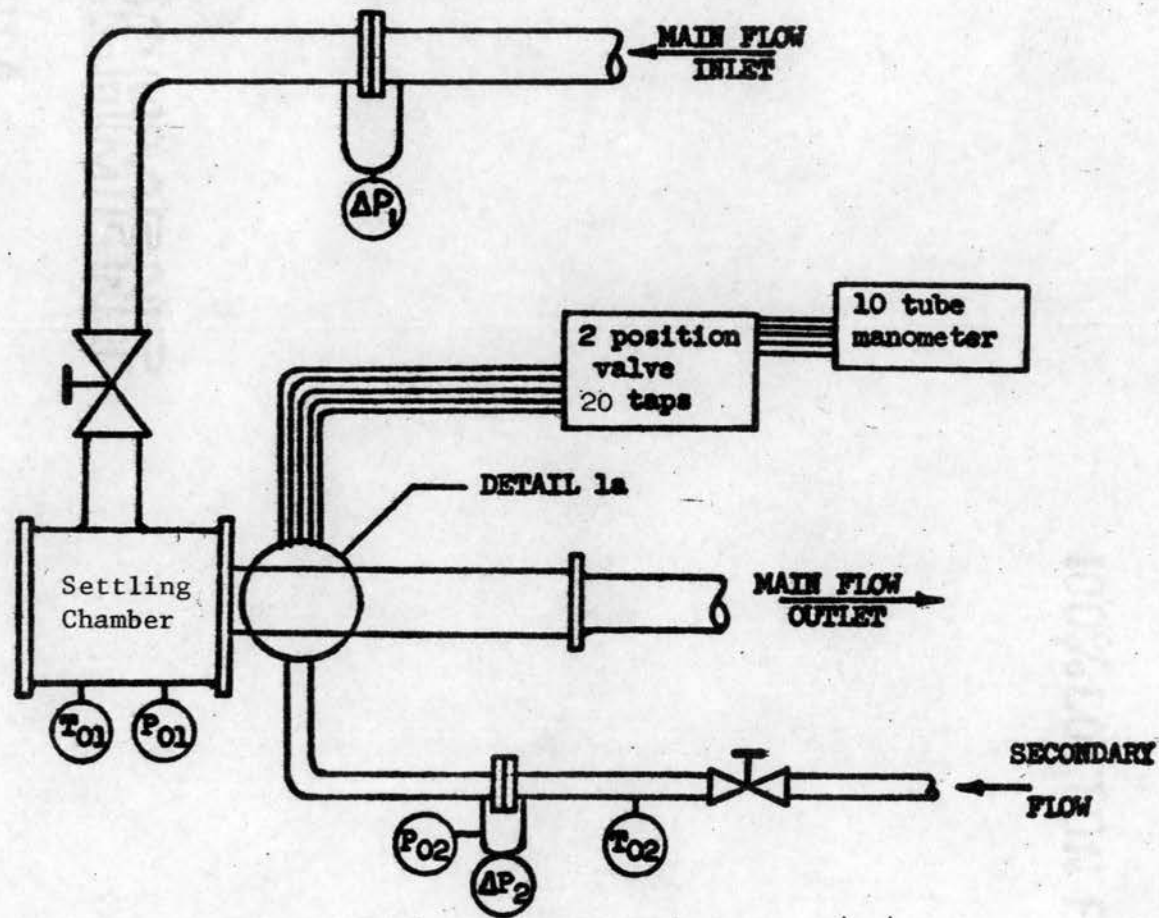 MAIN FLOW
INLET
ΔP1
10 tube
manometer
2 position
valve
20 taps
DETAIL 1a
Settling
Chamber
MAIN FLOW
OUTLET
T01
P01
SECONDARY
FLOW
P02
T02
ΔP2